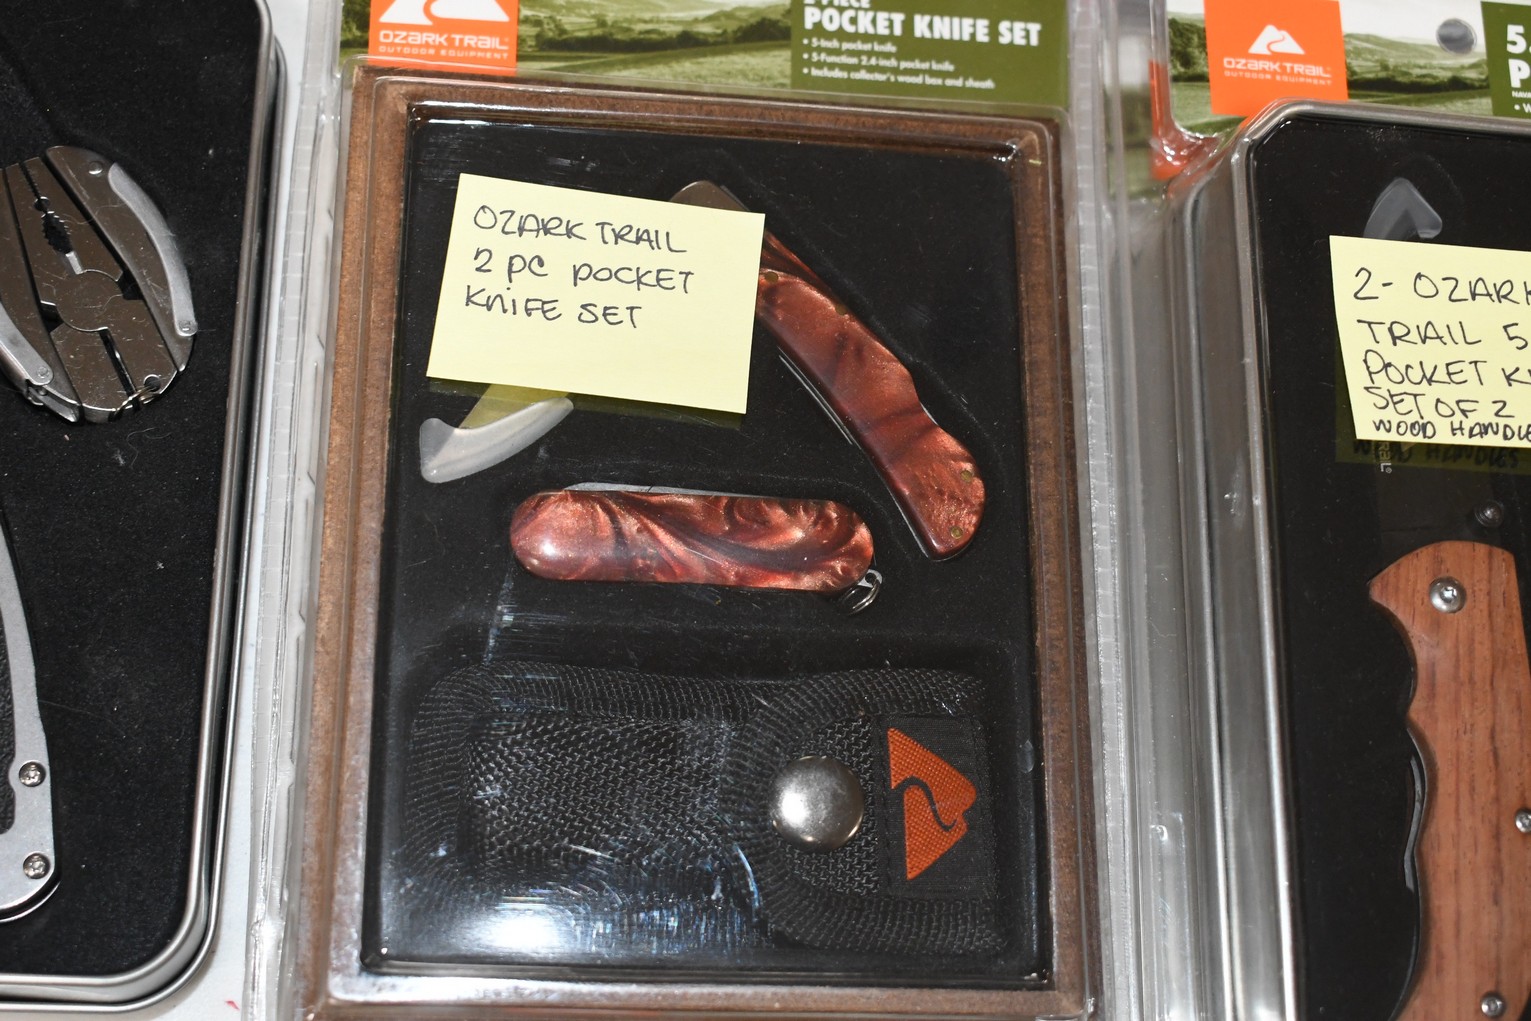 OZARK TRAIL
OUTDOOR EQUIPMENT
POCKET KNIFE SET
• 5-Inch pocket knife
• 5-Function 2.4-inch pocket knife
• Includes collector's wood box and sheath
OZARK TRAIL
2 PC POCKET
KNIFE SET
OZARK TRAIL
OUTDOOR EQUIPMENT
5.
P
• W
2- OZARK
TRAIL 5
POCKET K
SET OF 2
WOOD HANDLE